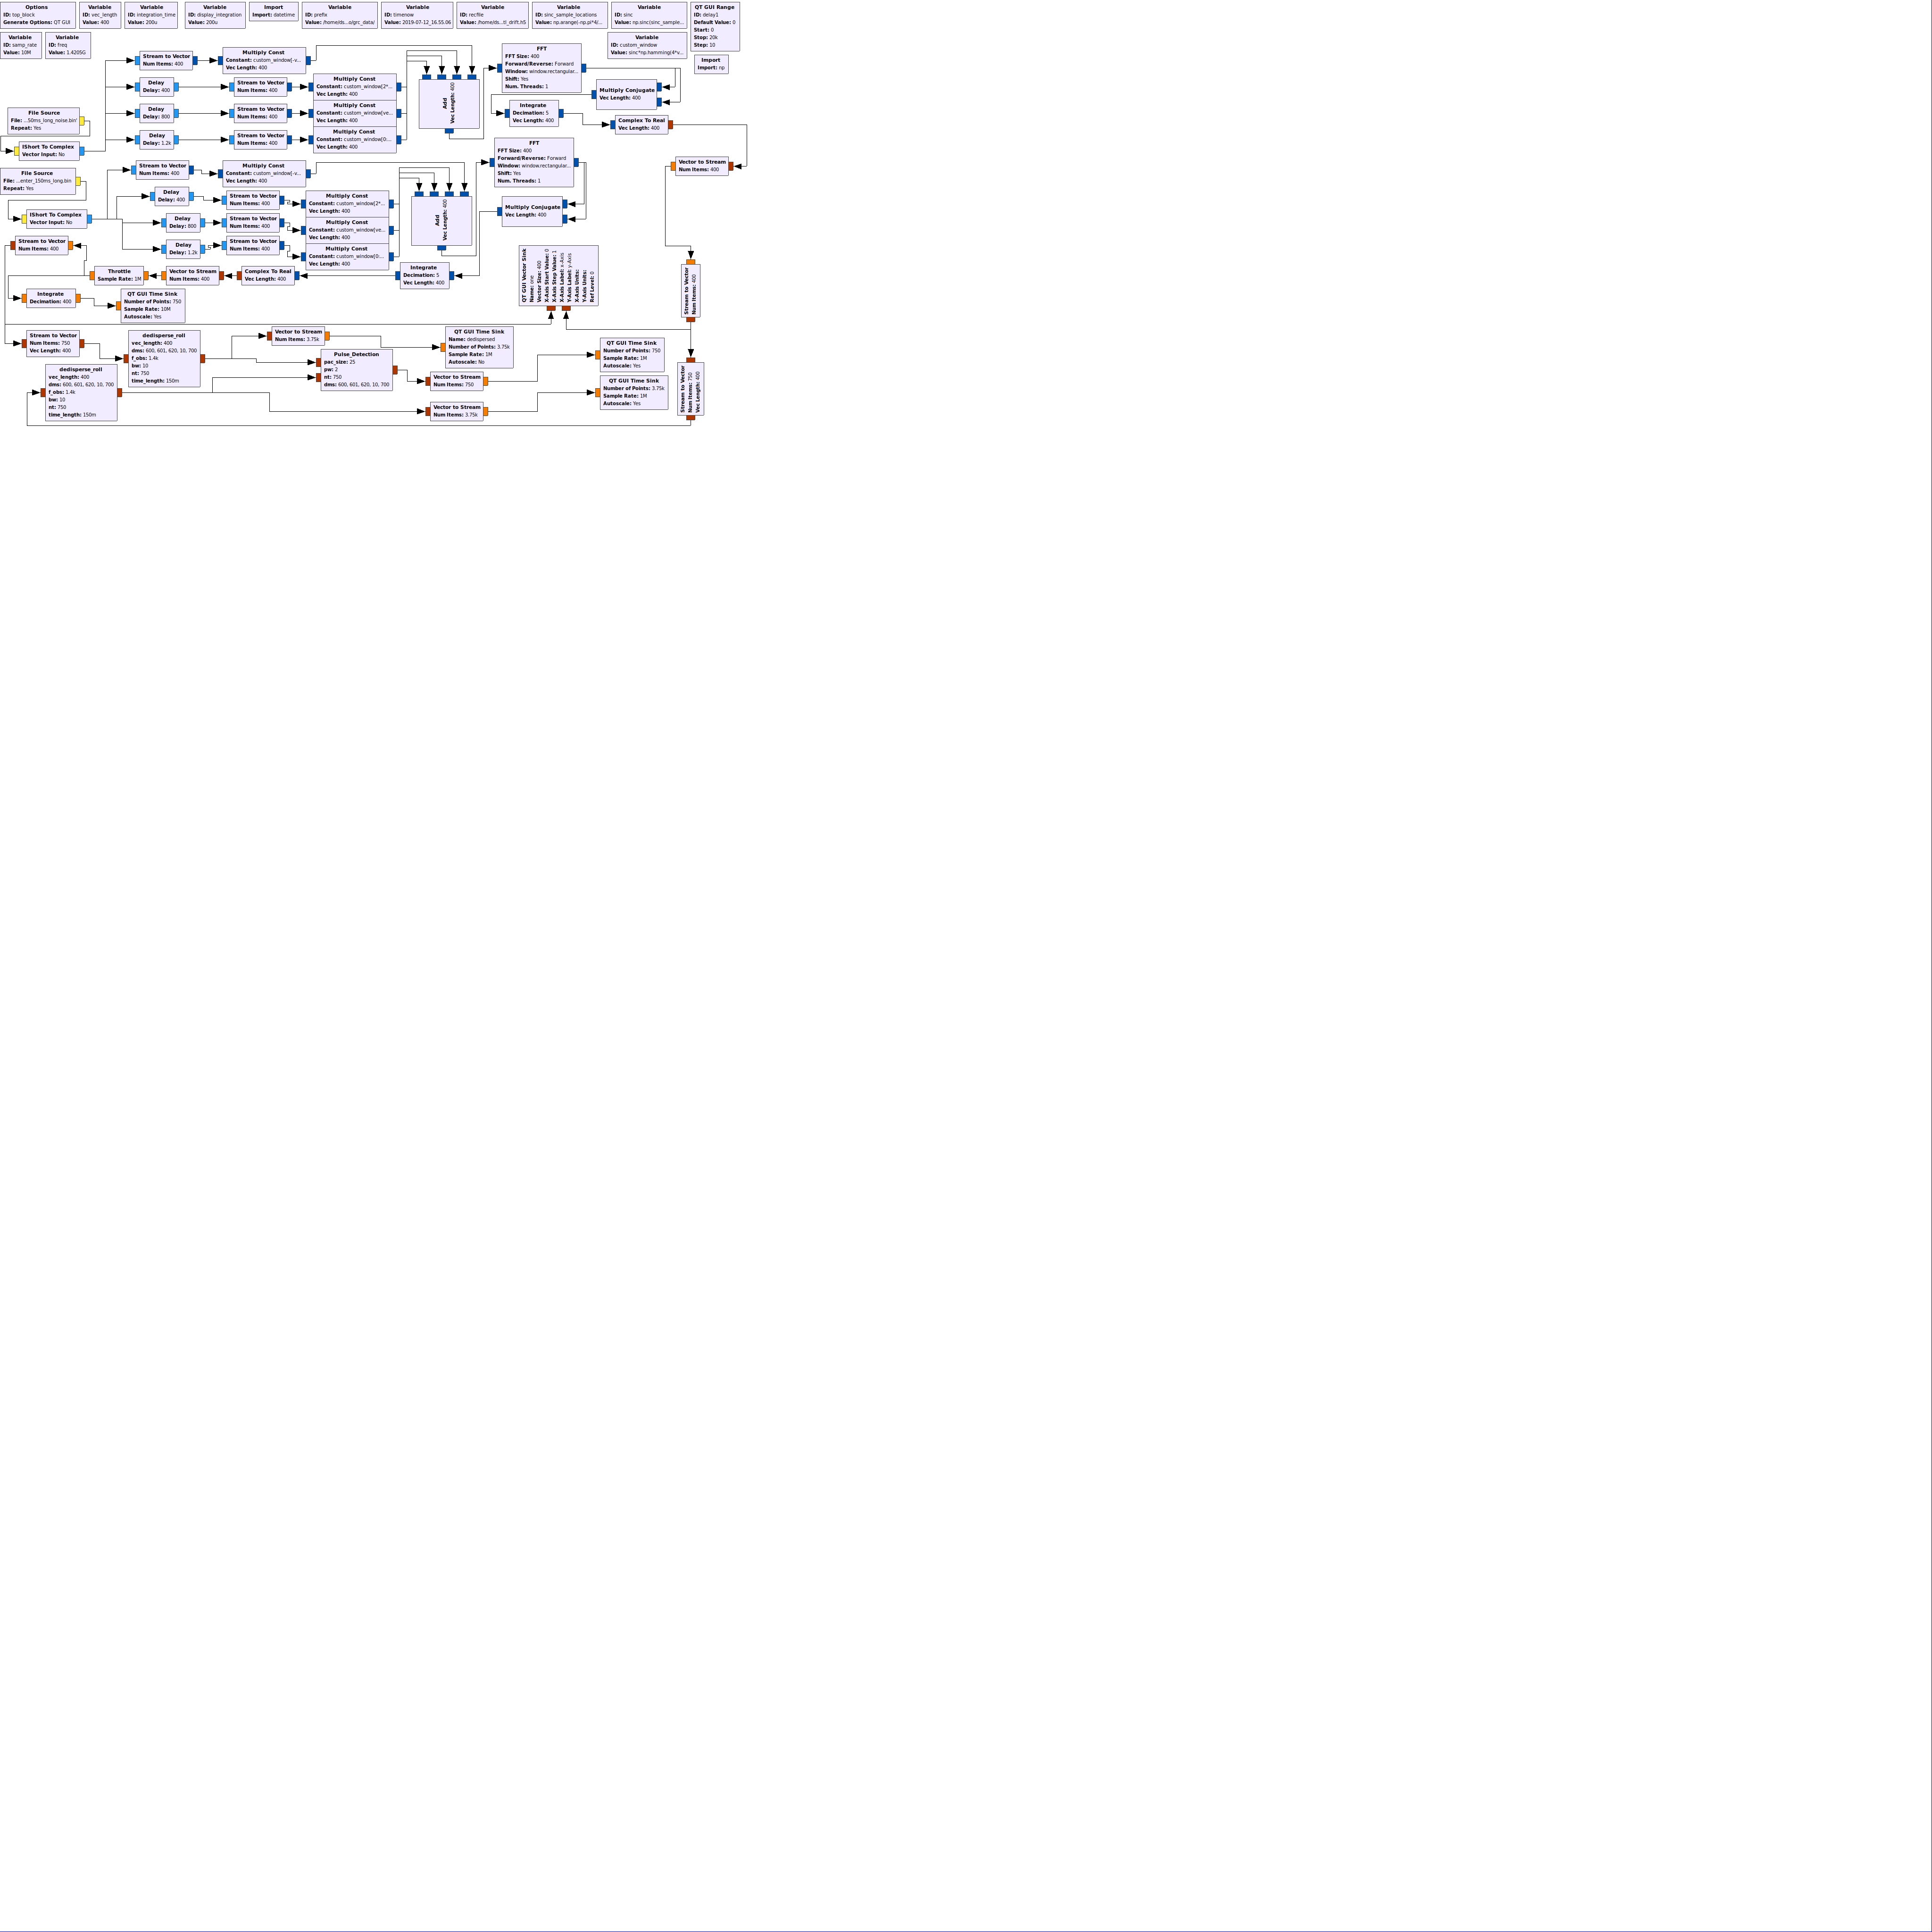 Options
ID: top_block
Generate Options: QT GUI
Variable
ID: vec_length
Value: 400
Variable
ID: integration_time
Value: 200u
Variable
ID: display_integration
Value: 200u
Import
Import: datetime
Variable
ID: prefix
Value: /home/ds...o/grc_data/
Variable
ID: timenow
Value: 2019-07-12_16.55.06
Variable
ID: recfile
Value: /home/ds...tl_drift.h5
Variable
ID: sinc_sample_locations
Value: np.arange(-np.pi*4/...
Variable
ID: sinc
Value: np.sinc(sinc_sample...
QT GUI Range
ID: delay1
Default Value: 0
Start: 0
Stop: 20k
Step: 10
Variable
ID: samp_rate
Value: 10M
Variable
ID: freq
Value: 1.4205G
Variable
ID: custom_window
Value: sinc*np.hamming(4*v...
Import
Import: np
Stream to Vector
Num Items: 400
Multiply Const
Constant: custom_window[-v...
Vec Length: 400
Delay
Delay: 400
Stream to Vector
Num Items: 400
Multiply Const
Constant: custom_window[2*...
Vec Length: 400
Delay
Delay: 800
Stream to Vector
Num Items: 400
Multiply Const
Constant: custom_window[ve...
Vec Length: 400
Delay
Delay: 1.2k
Stream to Vector
Num Items: 400
Multiply Const
Constant: custom_window[0:...
Vec Length: 400
Add
Vec Length: 400
FFT
FFT Size: 400
Forward/Reverse: Forward
Window: window.rectangular...
Shift: Yes
Num. Threads: 1
Multiply Conjugate
Vec Length: 400
Integrate
Decimation: 5
Vec Length: 400
Complex To Real
Vec Length: 400
File Source
File: ...50ms_long_noise.bin'
Repeat: Yes
IShort To Complex
Vector Input: No
File Source
File: ...enter_150ms_long.bin
Repeat: Yes
IShort To Complex
Vector Input: No
Stream to Vector
Num Items: 400
Multiply Const
Constant: custom_window[-v...
Vec Length: 400
Delay
Delay: 400
Stream to Vector
Num Items: 400
Multiply Const
Constant: custom_window[2*...
Vec Length: 400
Delay
Delay: 800
Stream to Vector
Num Items: 400
Multiply Const
Constant: custom_window[ve...
Vec Length: 400
Delay
Delay: 1.2k
Stream to Vector
Num Items: 400
Multiply Const
Constant: custom_window[0:...
Vec Length: 400
Add
Vec Length: 400
FFT
FFT Size: 400
Forward/Reverse: Forward
Window: window.rectangular...
Shift: Yes
Num. Threads: 1
Multiply Conjugate
Vec Length: 400
Vector to Stream
Num Items: 400
Stream to Vector
Num Items: 400
Throttle
Sample Rate: 1M
Vector to Stream
Num Items: 400
Complex To Real
Vec Length: 400
Integrate
Decimation: 5
Vec Length: 400
QT GUI Vector Sink
Name: one
Vector Size: 400
X-Axis Start Value: 0
X-Axis Step Value: 1
X-Axis Label: x-Axis
Y-Axis Label: y-Axis
X-Axis Units:
Y-Axis Units:
Ref Level: 0
Stream to Vector
Num Items: 400
Integrate
Decimation: 400
QT GUI Time Sink
Number of Points: 750
Sample Rate: 10M
Autoscale: Yes
Stream to Vector
Num Items: 750
Vec Length: 400
dedisperse_roll
vec_length: 400
dms: 600, 601, 620, 10, 700
f_obs: 1.4k
bw: 10
nt: 750
time_length: 150m
Vector to Stream
Num Items: 3.75k
QT GUI Time Sink
Name: dedispersed
Number of Points: 3.75k
Sample Rate: 1M
Autoscale: No
Pulse_Detection
pac_size: 25
pw: 2
nt: 750
dms: 600, 601, 620, 10, 700
QT GUI Time Sink
Number of Points: 750
Sample Rate: 1M
Autoscale: Yes
dedisperse_roll
vec_length: 400
dms: 600, 601, 620, 10, 700
f_obs: 1.4k
bw: 10
nt: 750
time_length: 150m
Vector to Stream
Num Items: 750
QT GUI Time Sink
Number of Points: 3.75k
Sample Rate: 1M
Autoscale: Yes
Vector to Stream
Num Items: 3.75k
Stream to Vector
Num Items: 750
Vec Length: 400